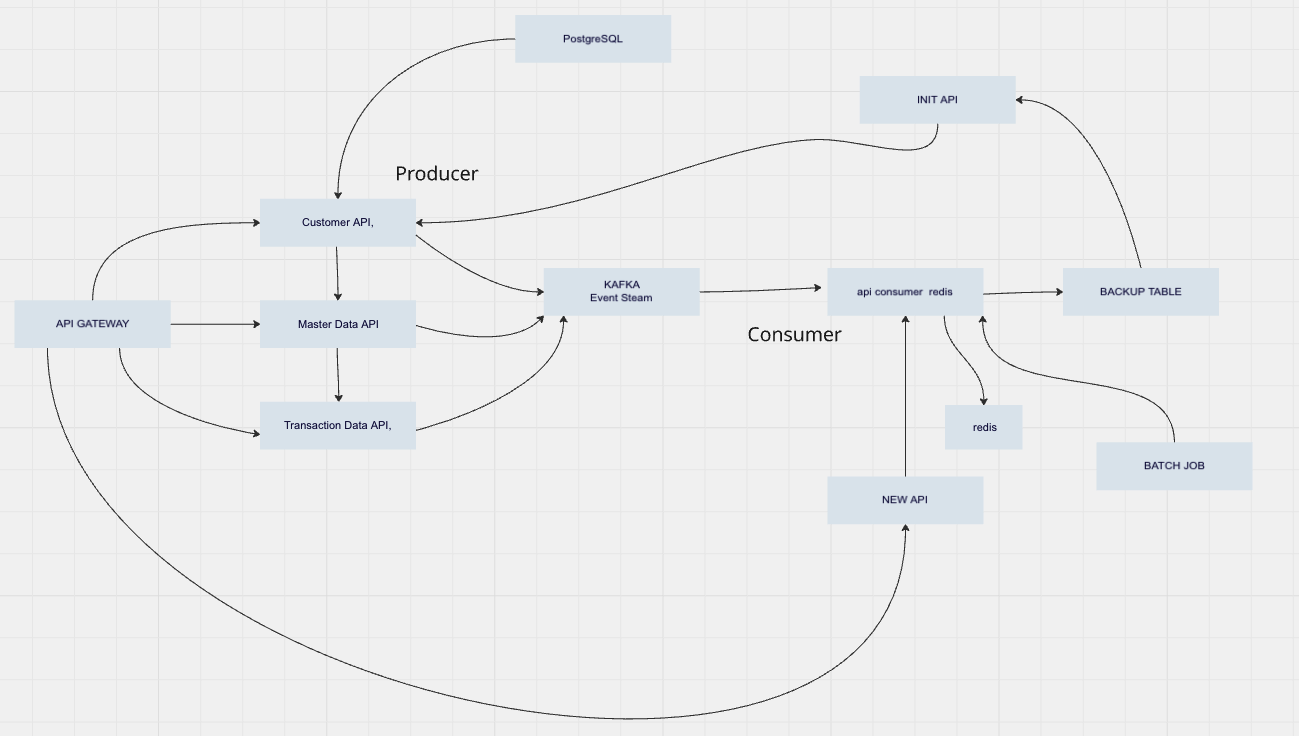 PostgreSQL
INIT API
Producer
Customer API,
KAFKA
Event Steam
api consumer  redis
BACKUP TABLE
API GATEWAY
Master Data API
Consumer
Transaction Data API,
redis
BATCH JOB
NEW API